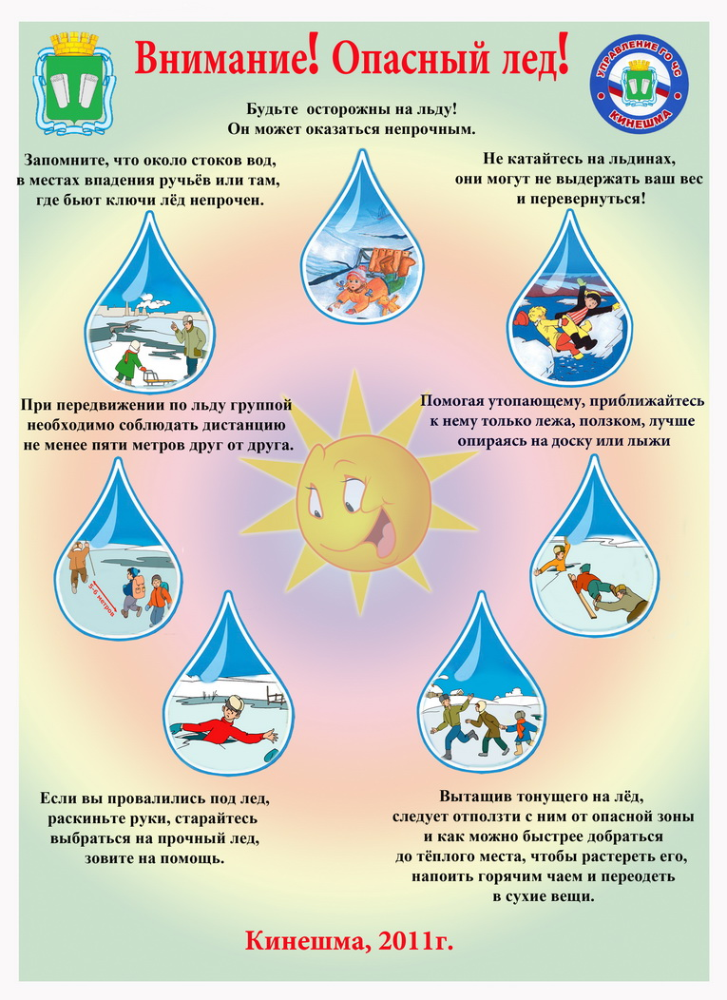 Внимание! Опасный лед!
УПРАВЛЕНИЕ ГО ЧС
КИНЕШМА
Будьте осторожны на льду!
Он может оказаться непрочным.
Запомните, что около стоков вод,
в местах впадения ручьёв или там,
где бьют ключи лёд непрочен.
Не катайтесь на льдинах,
они могут не выдержать ваш вес
и перевернуться!
При передвижении по льду группой
необходимо соблюдать дистанцию
не менее пяти метров друг от друга.
Помогая утопающему, приближайтесь
к нему только лежа, ползком, лучше
опираясь на доску или лыжи
5-6 метров
Если вы провалились под лед,
раскиньте руки, старайтесь
выбраться на прочный лед,
зовите на помощь.
Вытащив тонущего на лёд,
следует отползти с ним от опасной зоны
и как можно быстрее добраться
до тёплого места, чтобы растереть его,
напоить горячим чаем и переодеть
в сухие вещи.
Кинешма, 2011г.